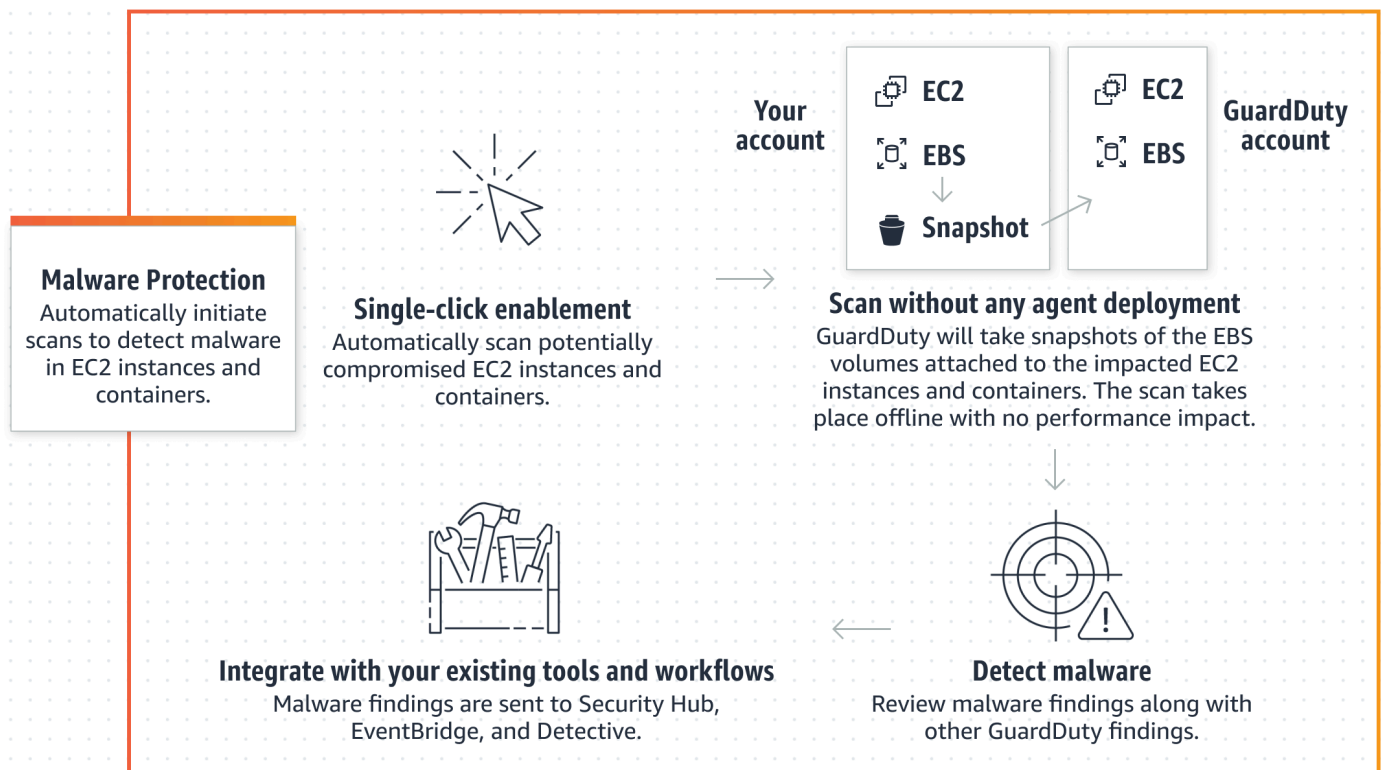 Malware Protection
Automatically initiate
scans to detect malware
in EC2 instances and
containers.
Single-click enablement
Automatically scan potentially
compromised EC2 instances and
containers.
Your
account
EC2
EBS
Snapshot
EC2
EBS
GuardDuty
account
Scan without any agent deployment
GuardDuty will take snapshots of the EBS
volumes attached to the impacted EC2
instances and containers. The scan takes
place offline with no performance impact.
Detect malware
Review malware findings along with
other GuardDuty findings.
Integrate with your existing tools and workflows
Malware findings are sent to Security Hub,
EventBridge, and Detective.